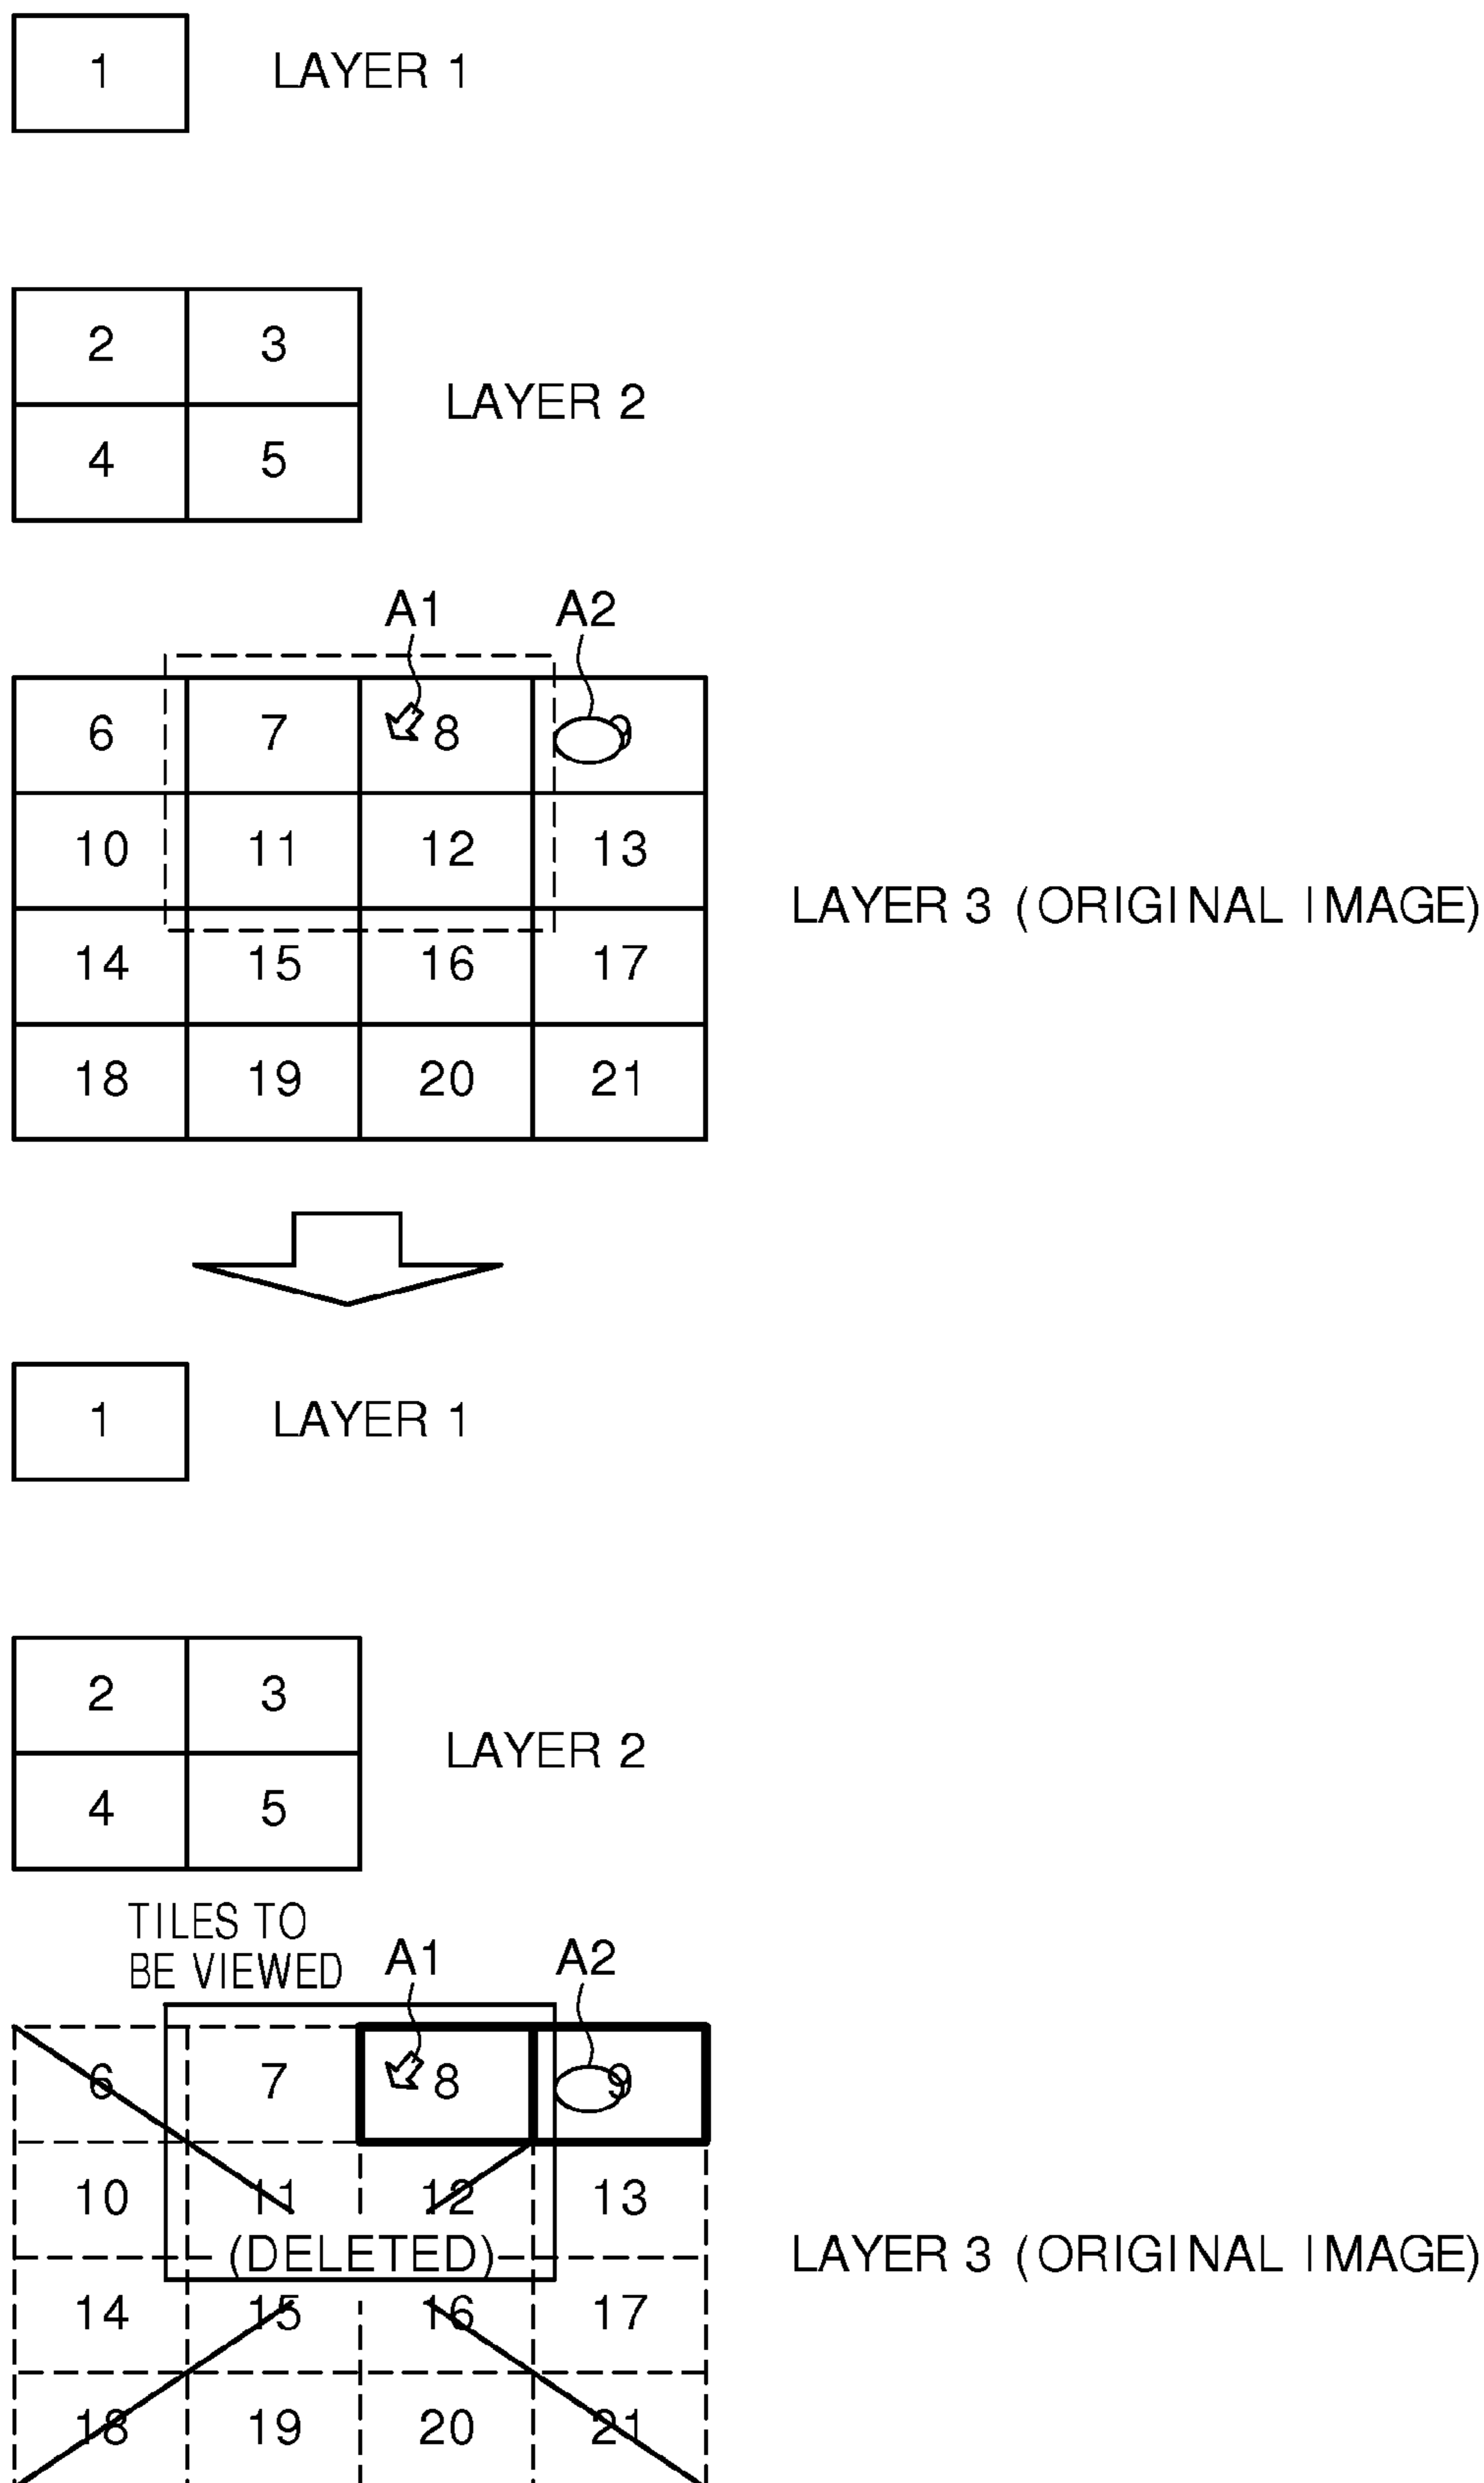 1 LAYER 1
2 3
LAYER 2
4 5
A1 A2
6 7 8 9
10 11 12 13
LAYER 3 (ORIGINAL IMAGE)
14 15 16 17
18 19 20 21
1 LAYER 1
2 3
LAYER 2
4 5
TILES TO
BE VIEWED A1 A2
6 7 8 9
10 11 12 13
(DELETED) LAYER 3 (ORIGINAL IMAGE)
14 15 16 17
18 19 20 21